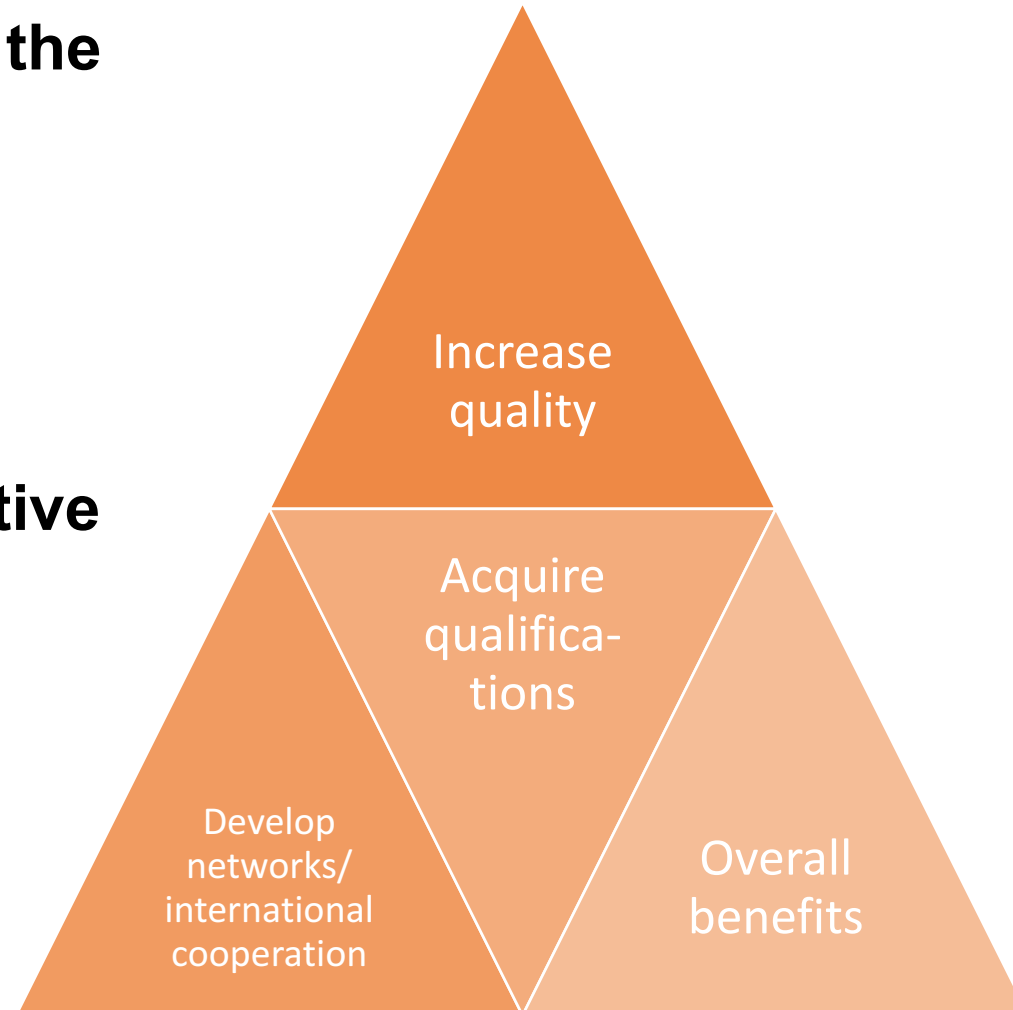 the
tive
Increase
quality
Acquire
qualifica-
tions
Develop
networks/
international
cooperation
Overall
benefits